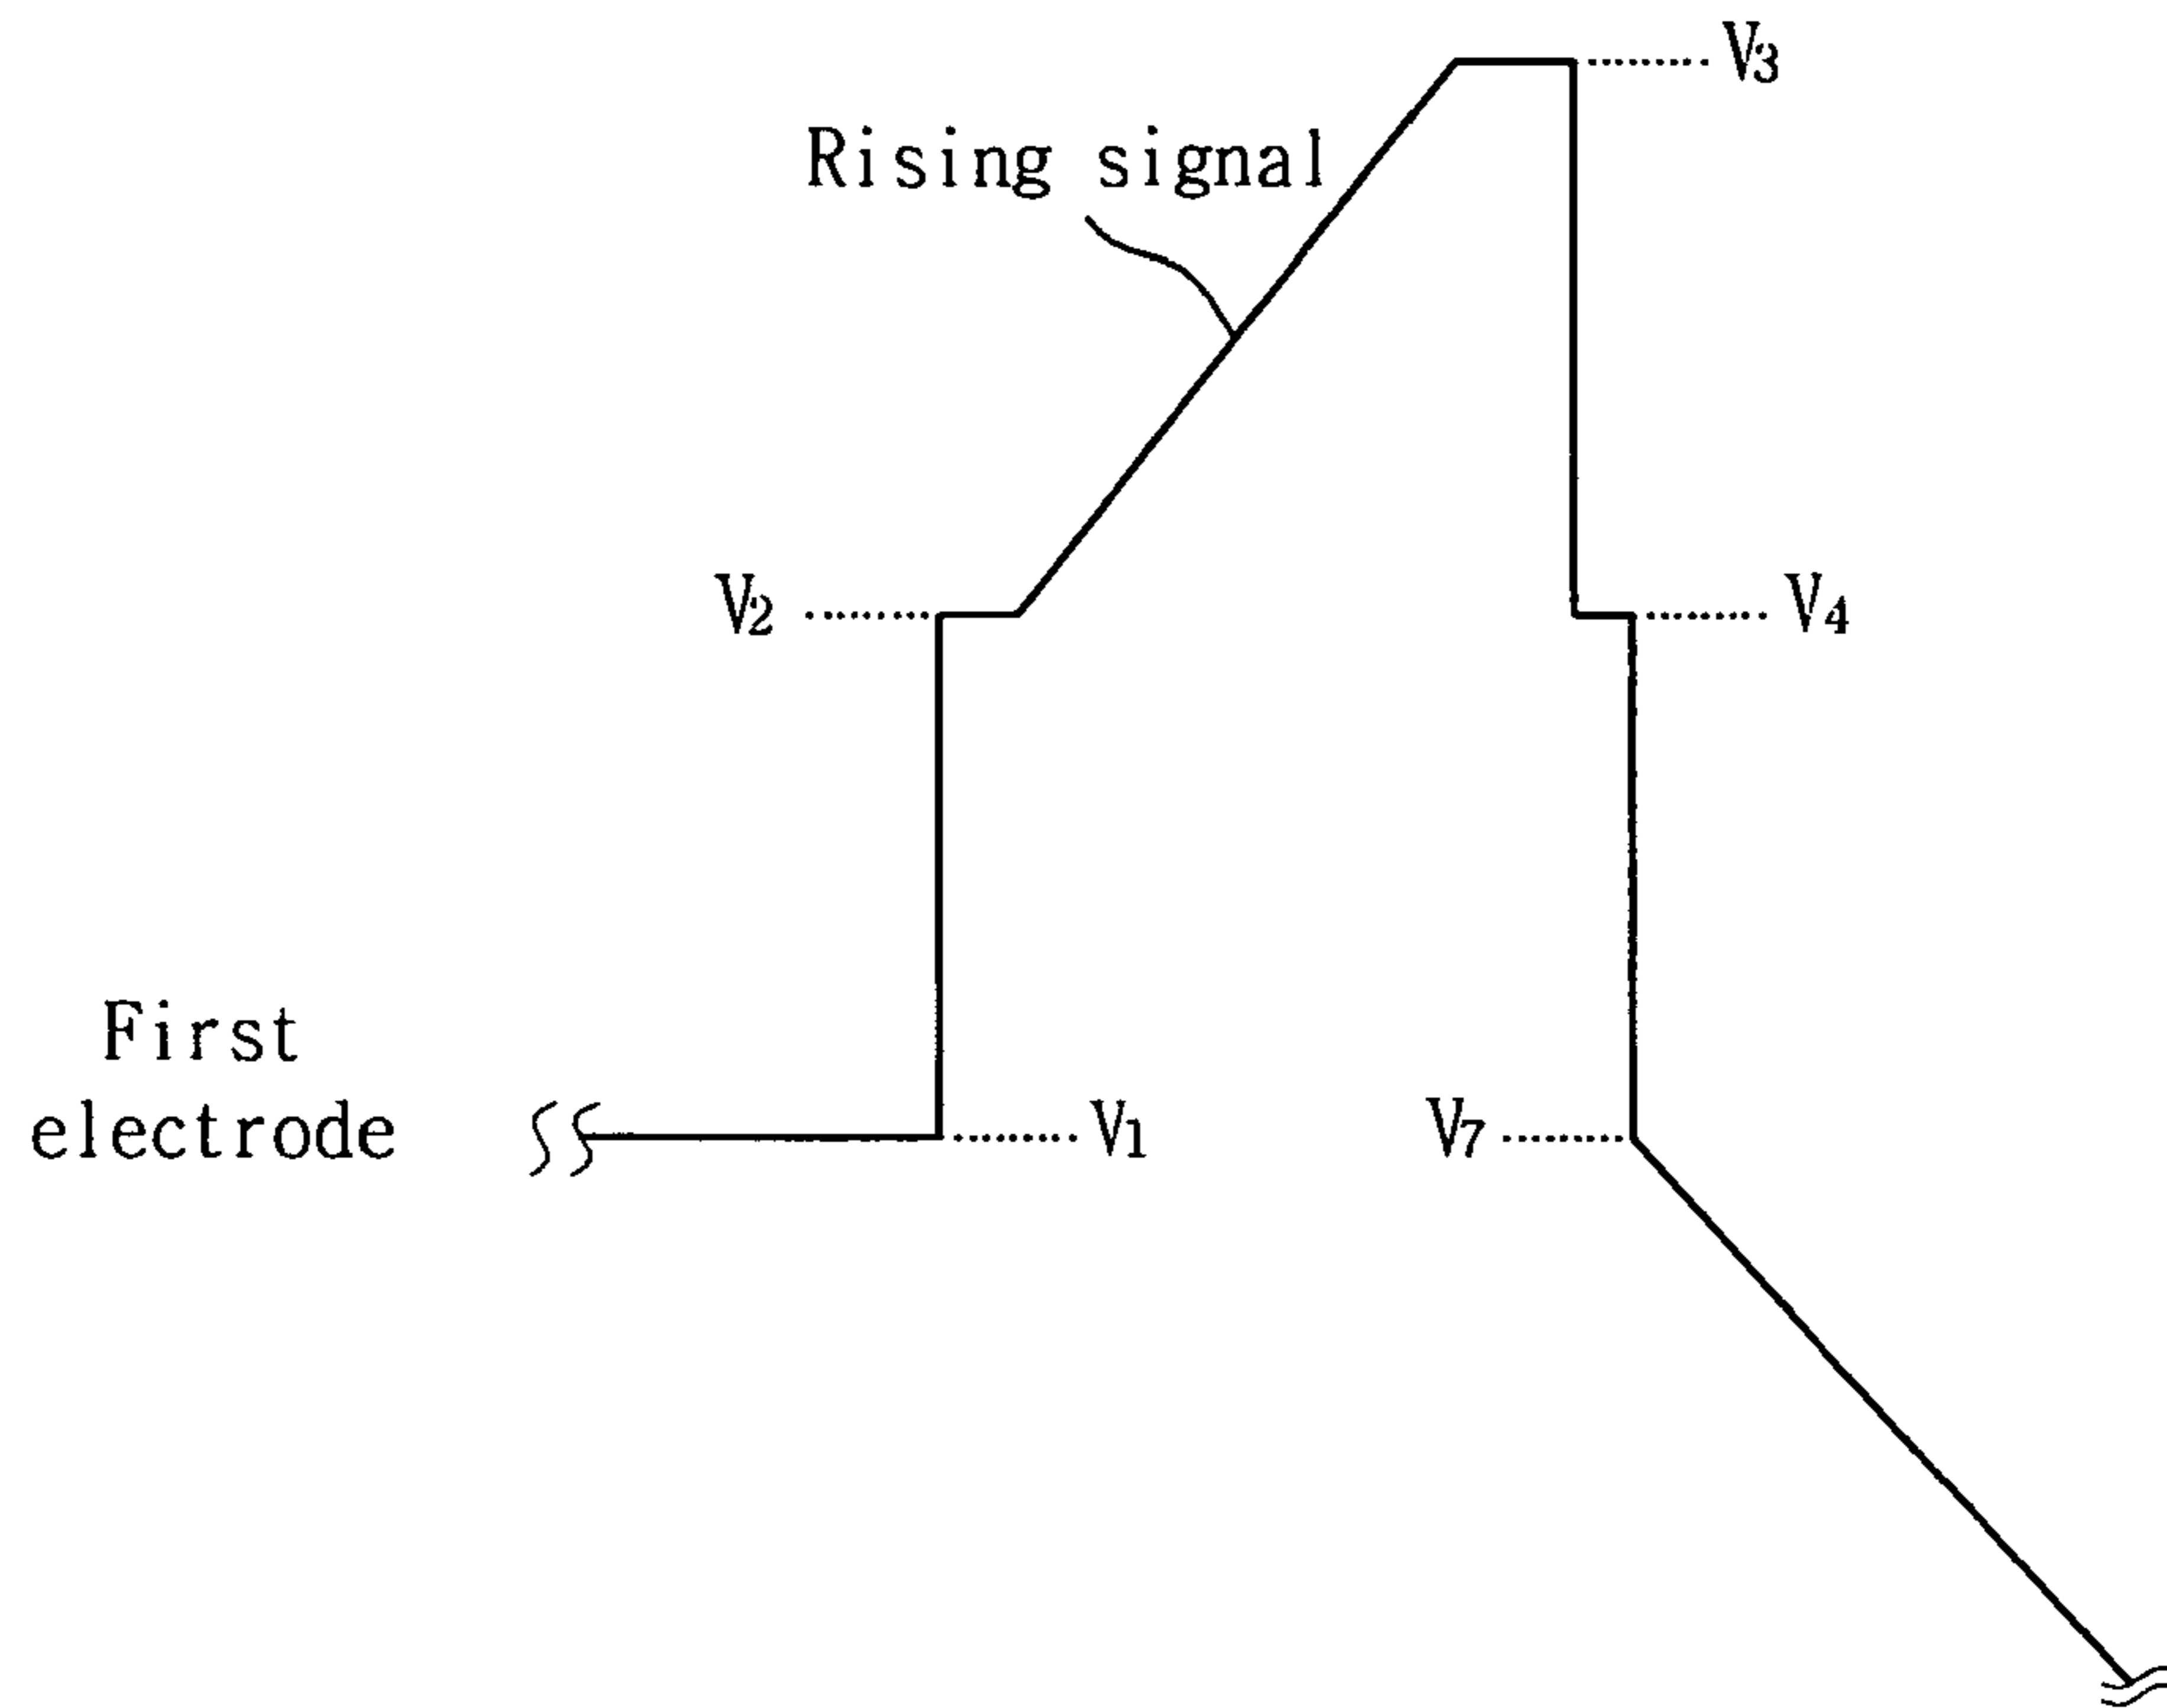 V3
Rising signal
V2
V4
First
electrode
V1
V7